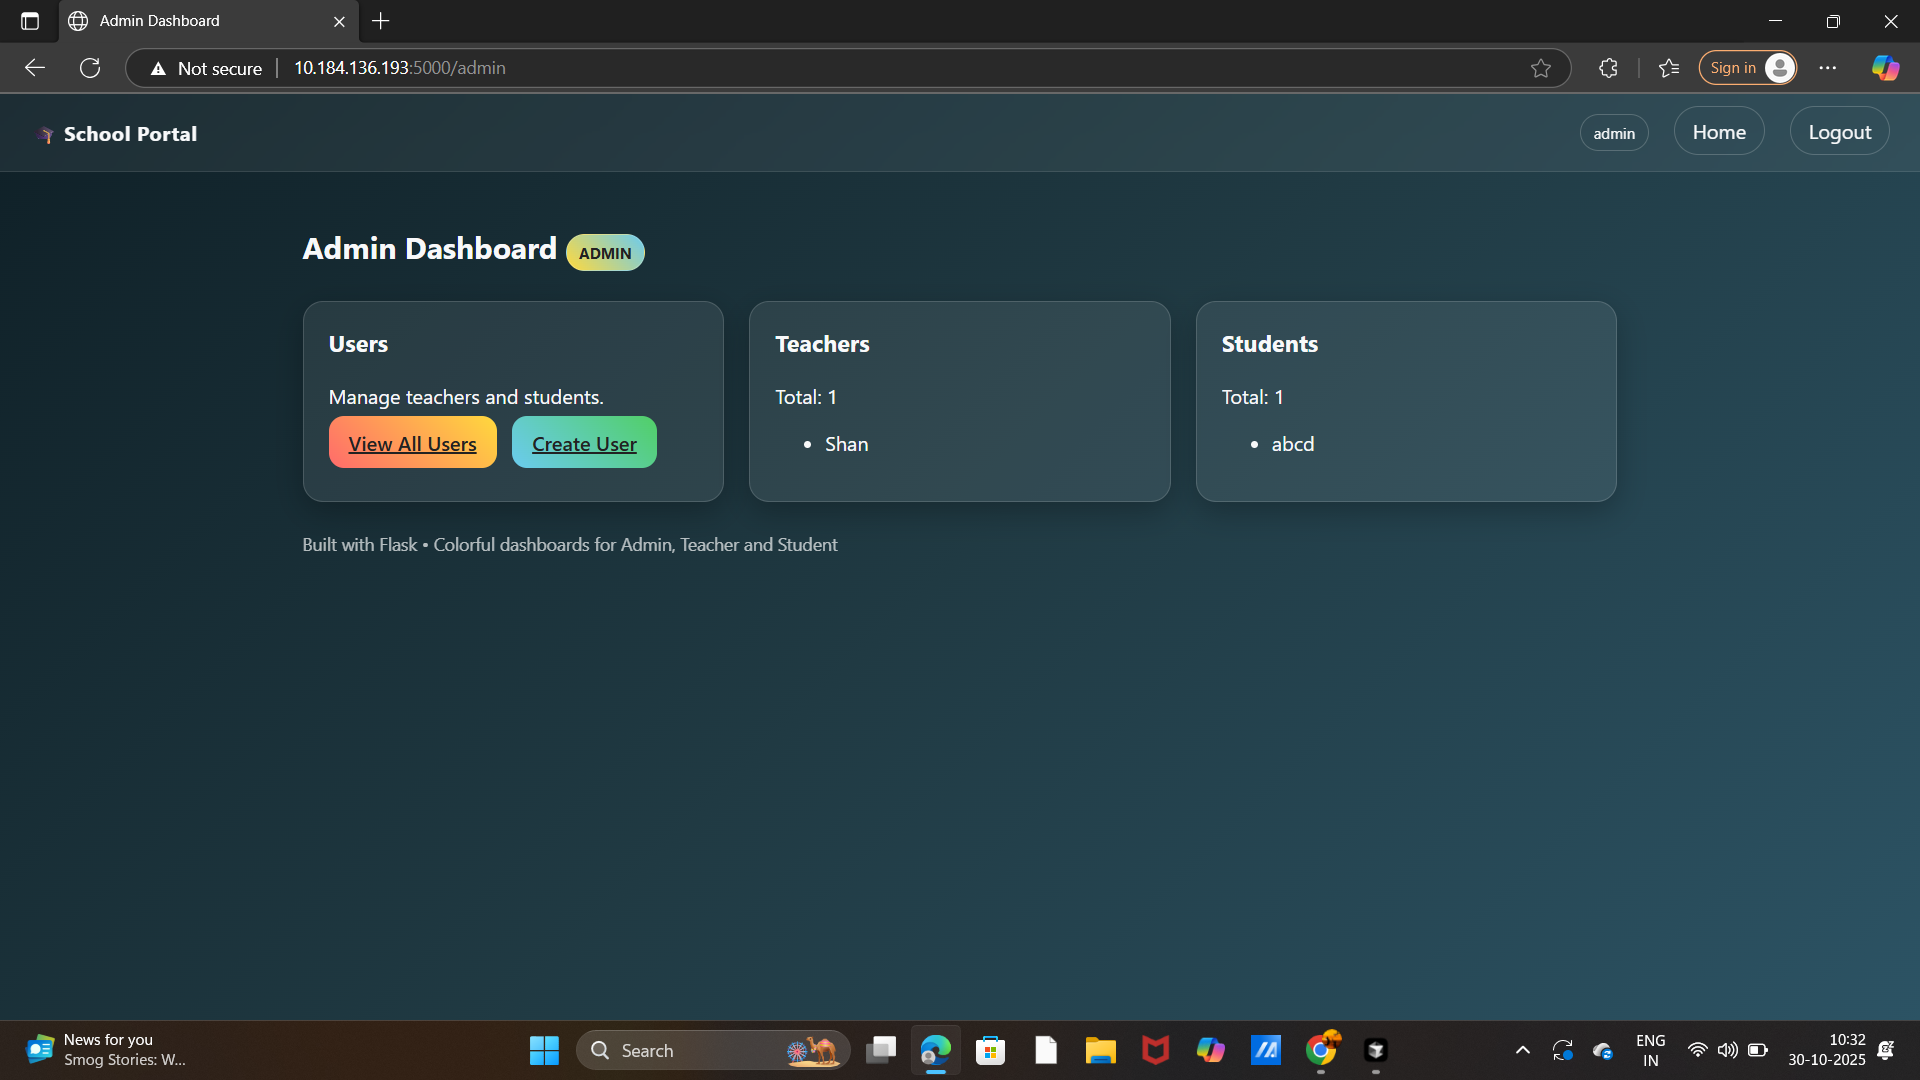 Admin Dashboard
Not secure
10.184.136.193:5000/admin
Sign in
School Portal
admin
Home
Logout
Admin Dashboard ADMIN
Users
Manage teachers and students.
View All Users
Create User
Teachers
Total: 1
• Shan
Students
Total: 1
• abcd
Built with Flask • Colorful dashboards for Admin, Teacher and Student
News for you
Smog Stories: W...
Search
ENG
IN
10:32
30-10-2025